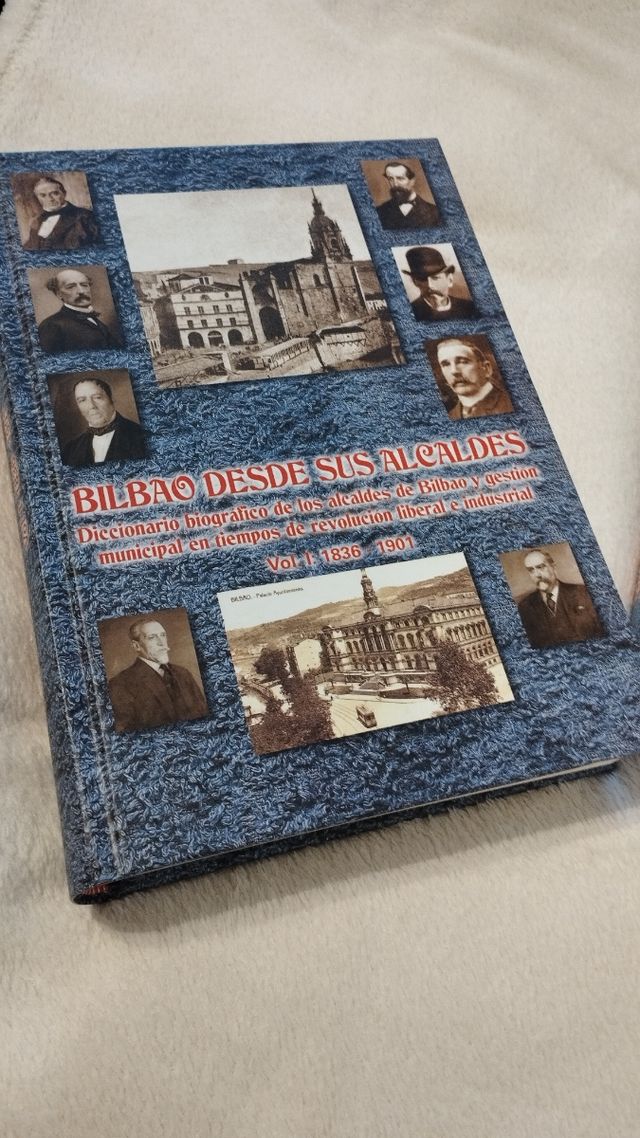 BILBAO DESDE SUS ALCALDES
Diccionario biográfico de los alcaldes de Bilbao y gestión
municipal en tiempos de revolución liberal e industrial
Vol. I: 1836 - 1901
BILBAO. - Palacio Ayuntamiento